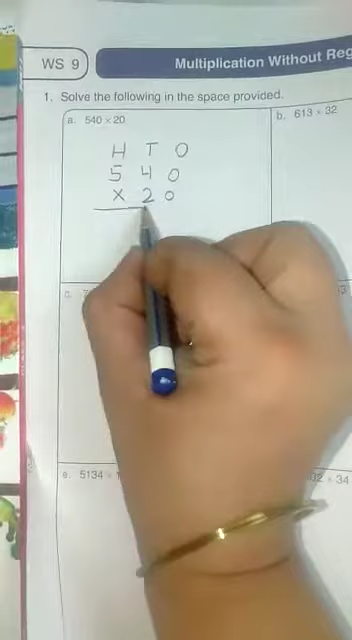 WS 9
Multiplication Without Reg
1. Solve the following in the space provided.
a. 540 × 20
b. 613 × 32
H T O
5 4 0
× 2 0
e. 5134 ×
× 34